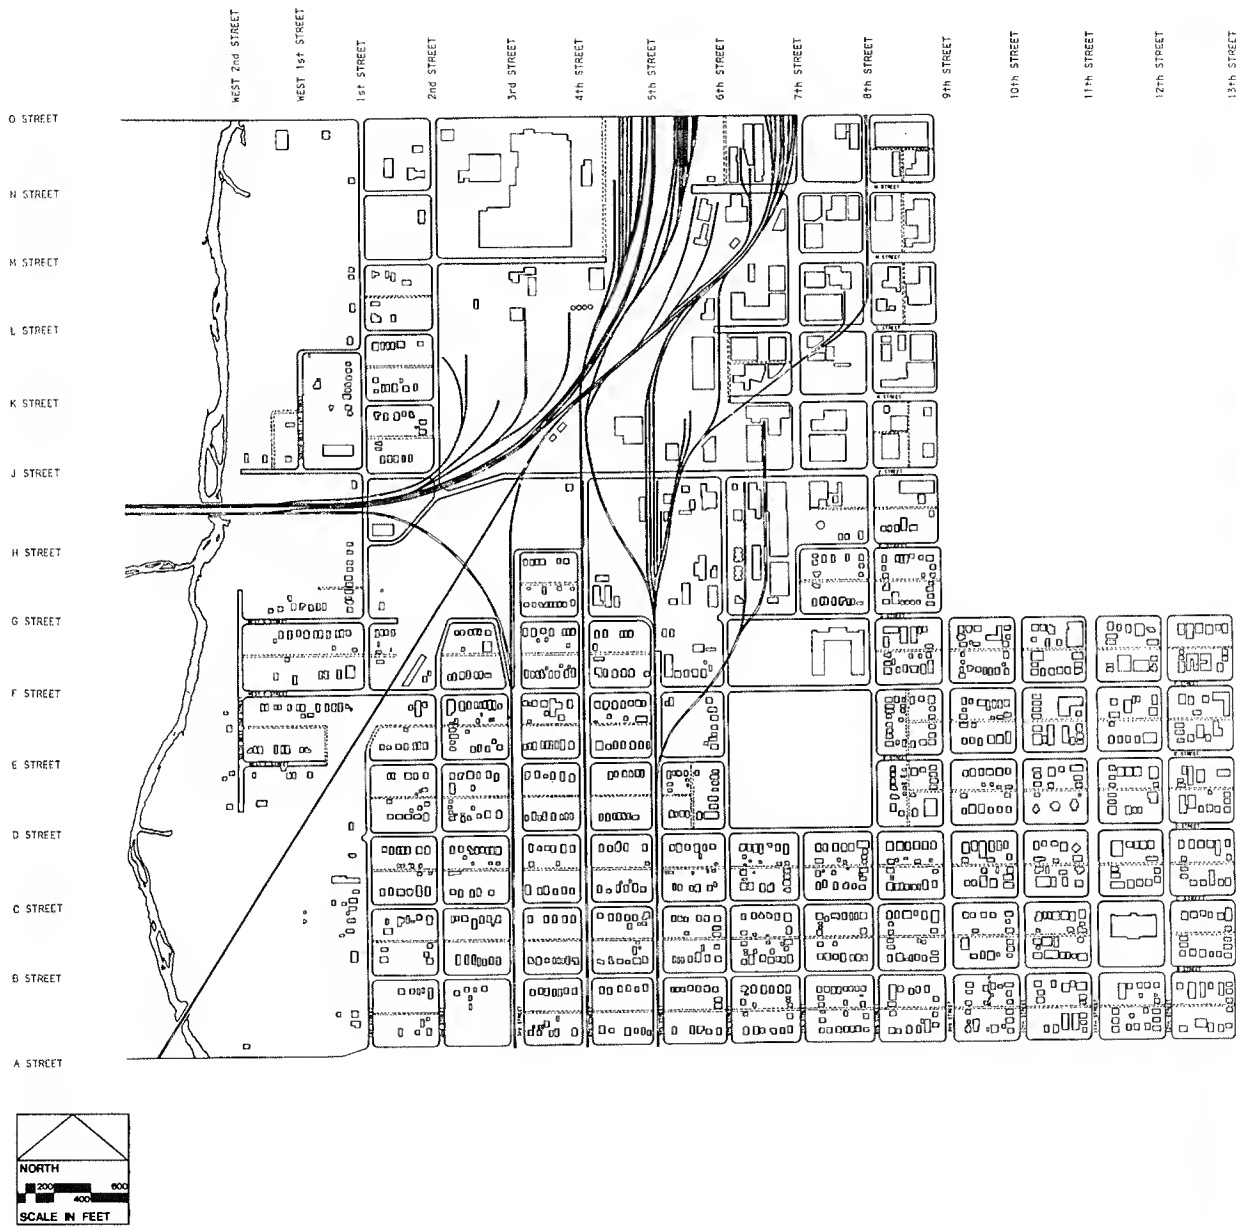 WEST 2nd STREET
WEST 1st STREET
1st STREET
2nd STREET
3rd STREET
4th STREET
5th STREET
6th STREET
7th STREET
8th STREET
9th STREET
10th STREET
11th STREET
12th STREET
13th STREET
O STREET
N STREET
M STREET
L STREET
K STREET
J STREET
H STREET
G STREET
F STREET
E STREET
D STREET
C STREET
B STREET
A STREET
NORTH
200 600
400
SCALE IN FEET